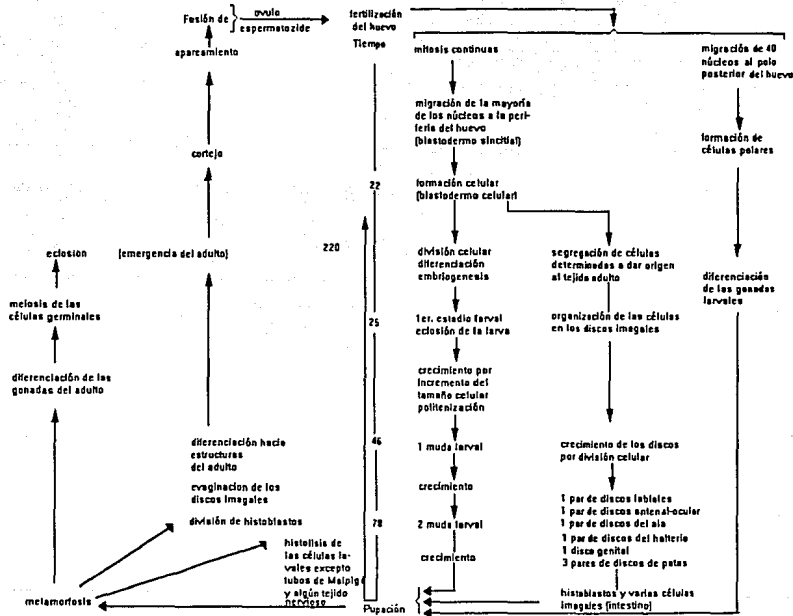 Fusión de
ovulo
espermatozide
fertilización
del huevo
Tiempo
apareamiento
cortejo
(emergencia del adulto)
eclosión
meiosis de las
células germinales
diferenciación de las
gonadas del adulto
metamorfosis
diferenciación hacia
estructuras
del adulto
evaginacion de los
discos imagales
división de histoblastos
histolisis de
las células la-
vales excepto
tubos de Malpigi
y algún tejido
nervioso
220
22
25
46
78
Pupación
mitosis continuas
migración de la mayoría
de los núcleos a la peri-
feria del huevo
(blastodermo sincitial)
formación celular
(blastodermo celular)
división celular
diferenciación
embriogenesis
1er. estadio larval
eclosión de la larva
crecimiento por
incremento del
tamaño celular
politenización
1 muda larval
crecimiento
2 muda larval
crecimiento
segregación de células
determinadas a dar origen
al tejido adulto
organización de las células
en los discos imagales
crecimiento de los discos
por división celular
1 par de discos labiales
1 par de discos antenal-ocular
1 par de discos del ala
1 par de discos del halterio
1 disco genital
3 pares de discos de patas
histoblastos y varias células
imagales (intestino)
migración de 40
núcleos al polo
posterior del huevo
formación de
células polares
diferenciación
de las gonadas
larvales